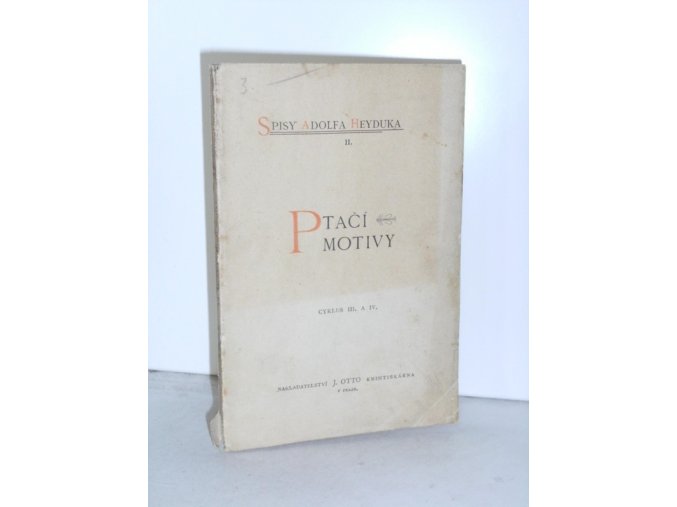 3.
SPISY ADOLFA HEYDUKA
II.
PTAČÍ
MOTIVY
CYKLUS III. A IV.
NAKLADATELSTVÍ J. OTTO KNIHTISKÁRNA
V PRAZE.